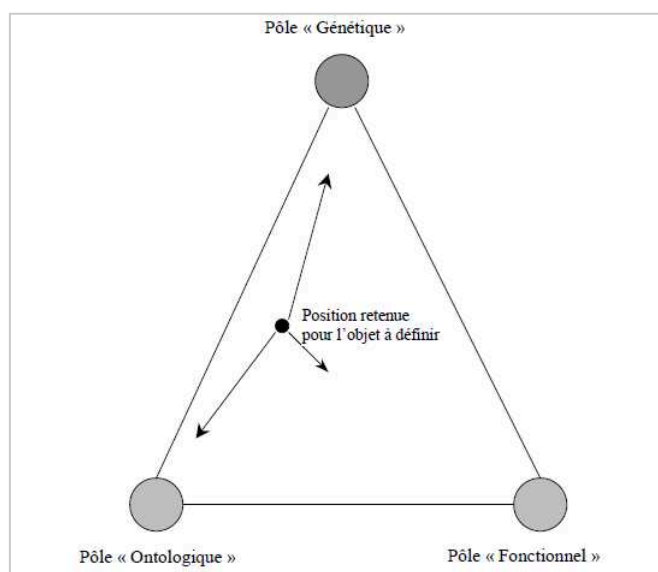 Pôle « Génétique »
Position retenue
pour l’objet à définir
Pôle « Ontologique »
Pôle « Fonctionnel »